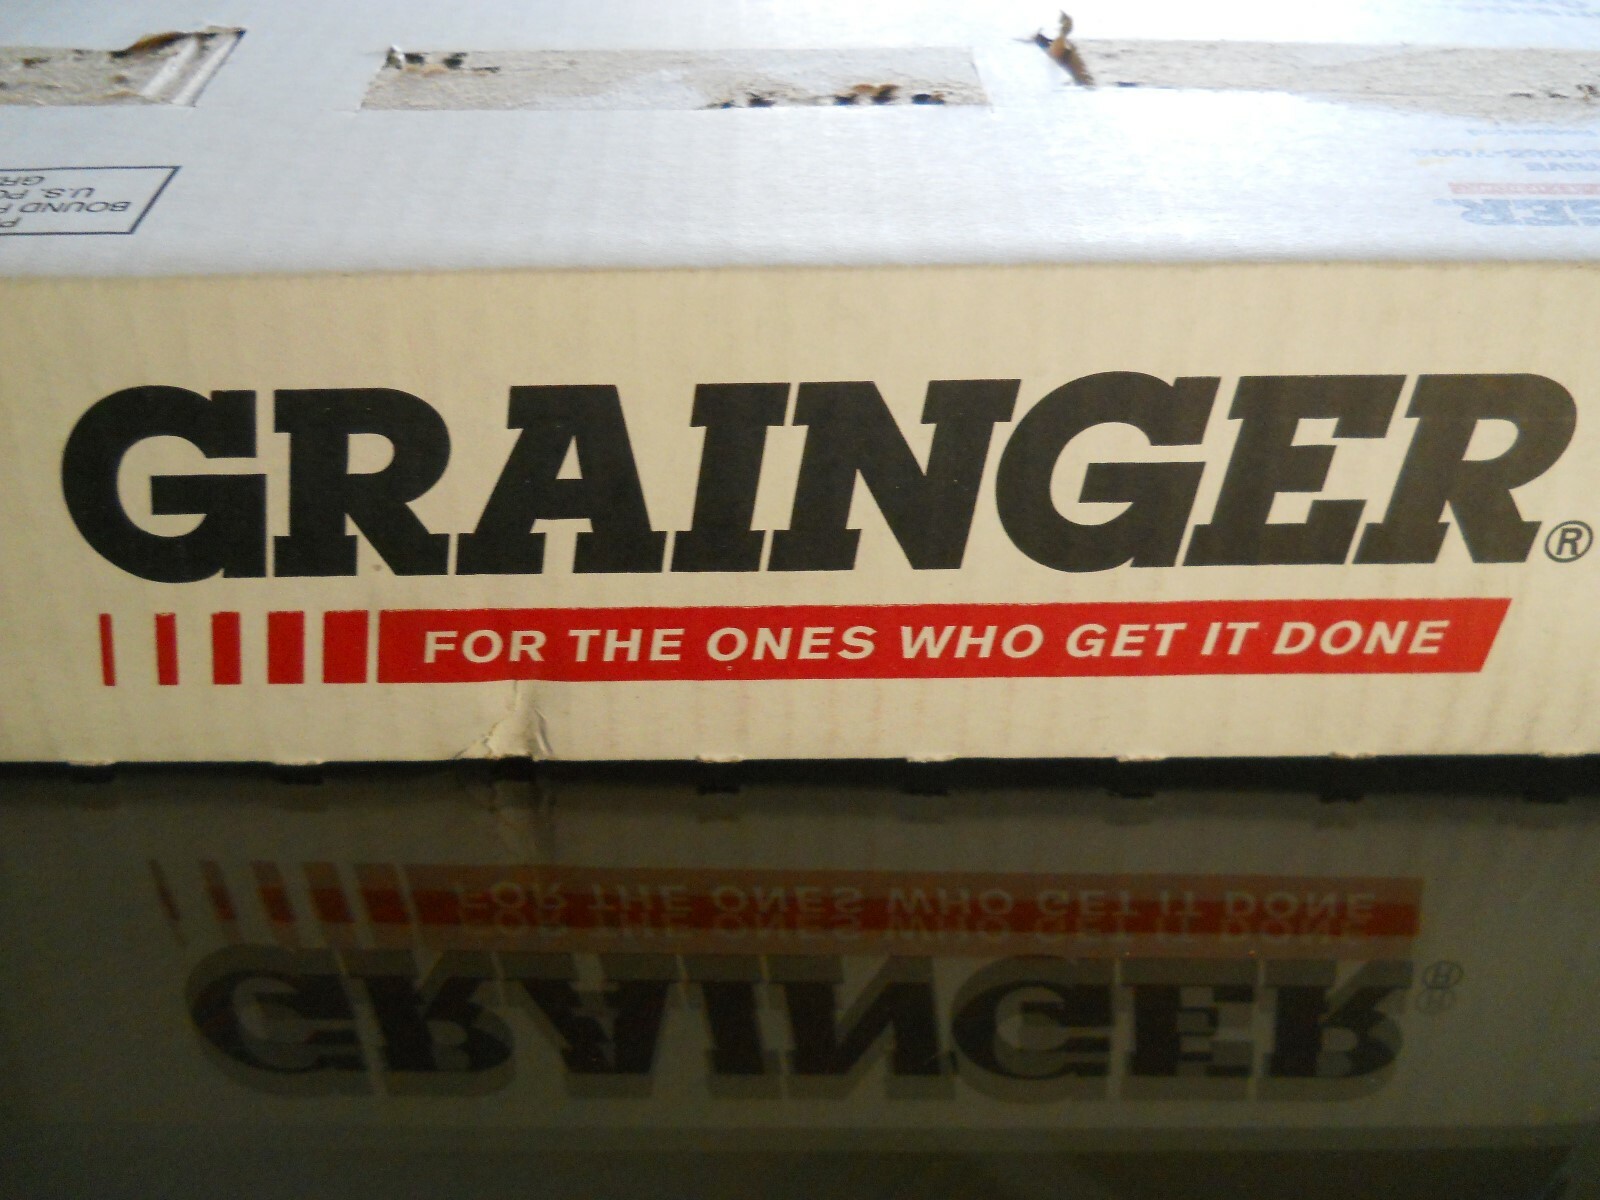 GRAINGER®
FOR THE ONES WHO GET IT DONE
BOUND
U.S.